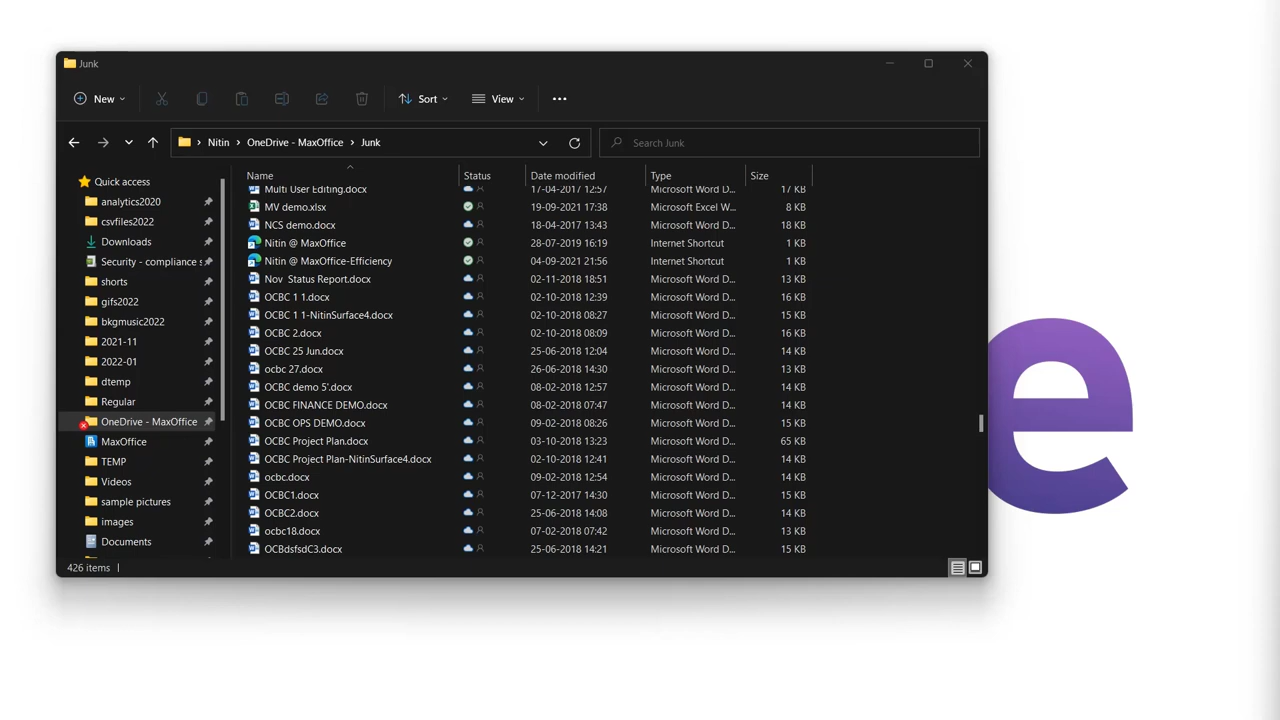 Junk
New
Sort
View
Nitin > OneDrive - MaxOffice > Junk
Search Junk
Quick access
analytics2020
csvfiles2022
Downloads
Security - compliance s
shorts
gifs2022
bkgmusic2022
2021-11
2022-01
dtemp
Regular
OneDrive - MaxOffice
MaxOffice
TEMP
Videos
sample pictures
images
Documents
Name Status Date modified Type Size
Multi User Editing.docx 17-04-2017 12:57 Microsoft Word D... 17 KB
MV demo.xlsx 19-09-2021 17:38 Microsoft Excel W... 8 KB
NCS demo.docx 18-04-2017 13:43 Microsoft Word D... 18 KB
Nitin @ MaxOffice 28-07-2019 16:19 Internet Shortcut 1 KB
Nitin @ MaxOffice-Efficiency 04-09-2021 21:56 Internet Shortcut 1 KB
Nov Status Report.docx 02-11-2018 18:51 Microsoft Word D... 13 KB
OCBC 1 1.docx 02-10-2018 12:39 Microsoft Word D... 16 KB
OCBC 1 1-NitinSurface4.docx 02-10-2018 08:27 Microsoft Word D... 15 KB
OCBC 2.docx 02-10-2018 08:09 Microsoft Word D... 16 KB
OCBC 25 Jun.docx 25-06-2018 12:04 Microsoft Word D... 14 KB
ocbc 27.docx 26-06-2018 14:30 Microsoft Word D... 13 KB
OCBC demo 5'.docx 08-02-2018 12:57 Microsoft Word D... 14 KB
OCBC FINANCE DEMO.docx 08-02-2018 07:47 Microsoft Word D... 14 KB
OCBC OPS DEMO.docx 09-02-2018 08:26 Microsoft Word D... 15 KB
OCBC Project Plan.docx 03-10-2018 13:23 Microsoft Word D... 65 KB
OCBC Project Plan-NitinSurface4.docx 02-10-2018 12:41 Microsoft Word D... 14 KB
ocbc.docx 09-02-2018 12:54 Microsoft Word D... 14 KB
OCBC1.docx 07-12-2017 14:30 Microsoft Word D... 15 KB
OCBC2.docx 25-06-2018 14:08 Microsoft Word D... 14 KB
ocbc18.docx 07-02-2018 07:42 Microsoft Word D... 13 KB
OCBdsfsdC3.docx 25-06-2018 14:21 Microsoft Word D... 15 KB
426 items
e